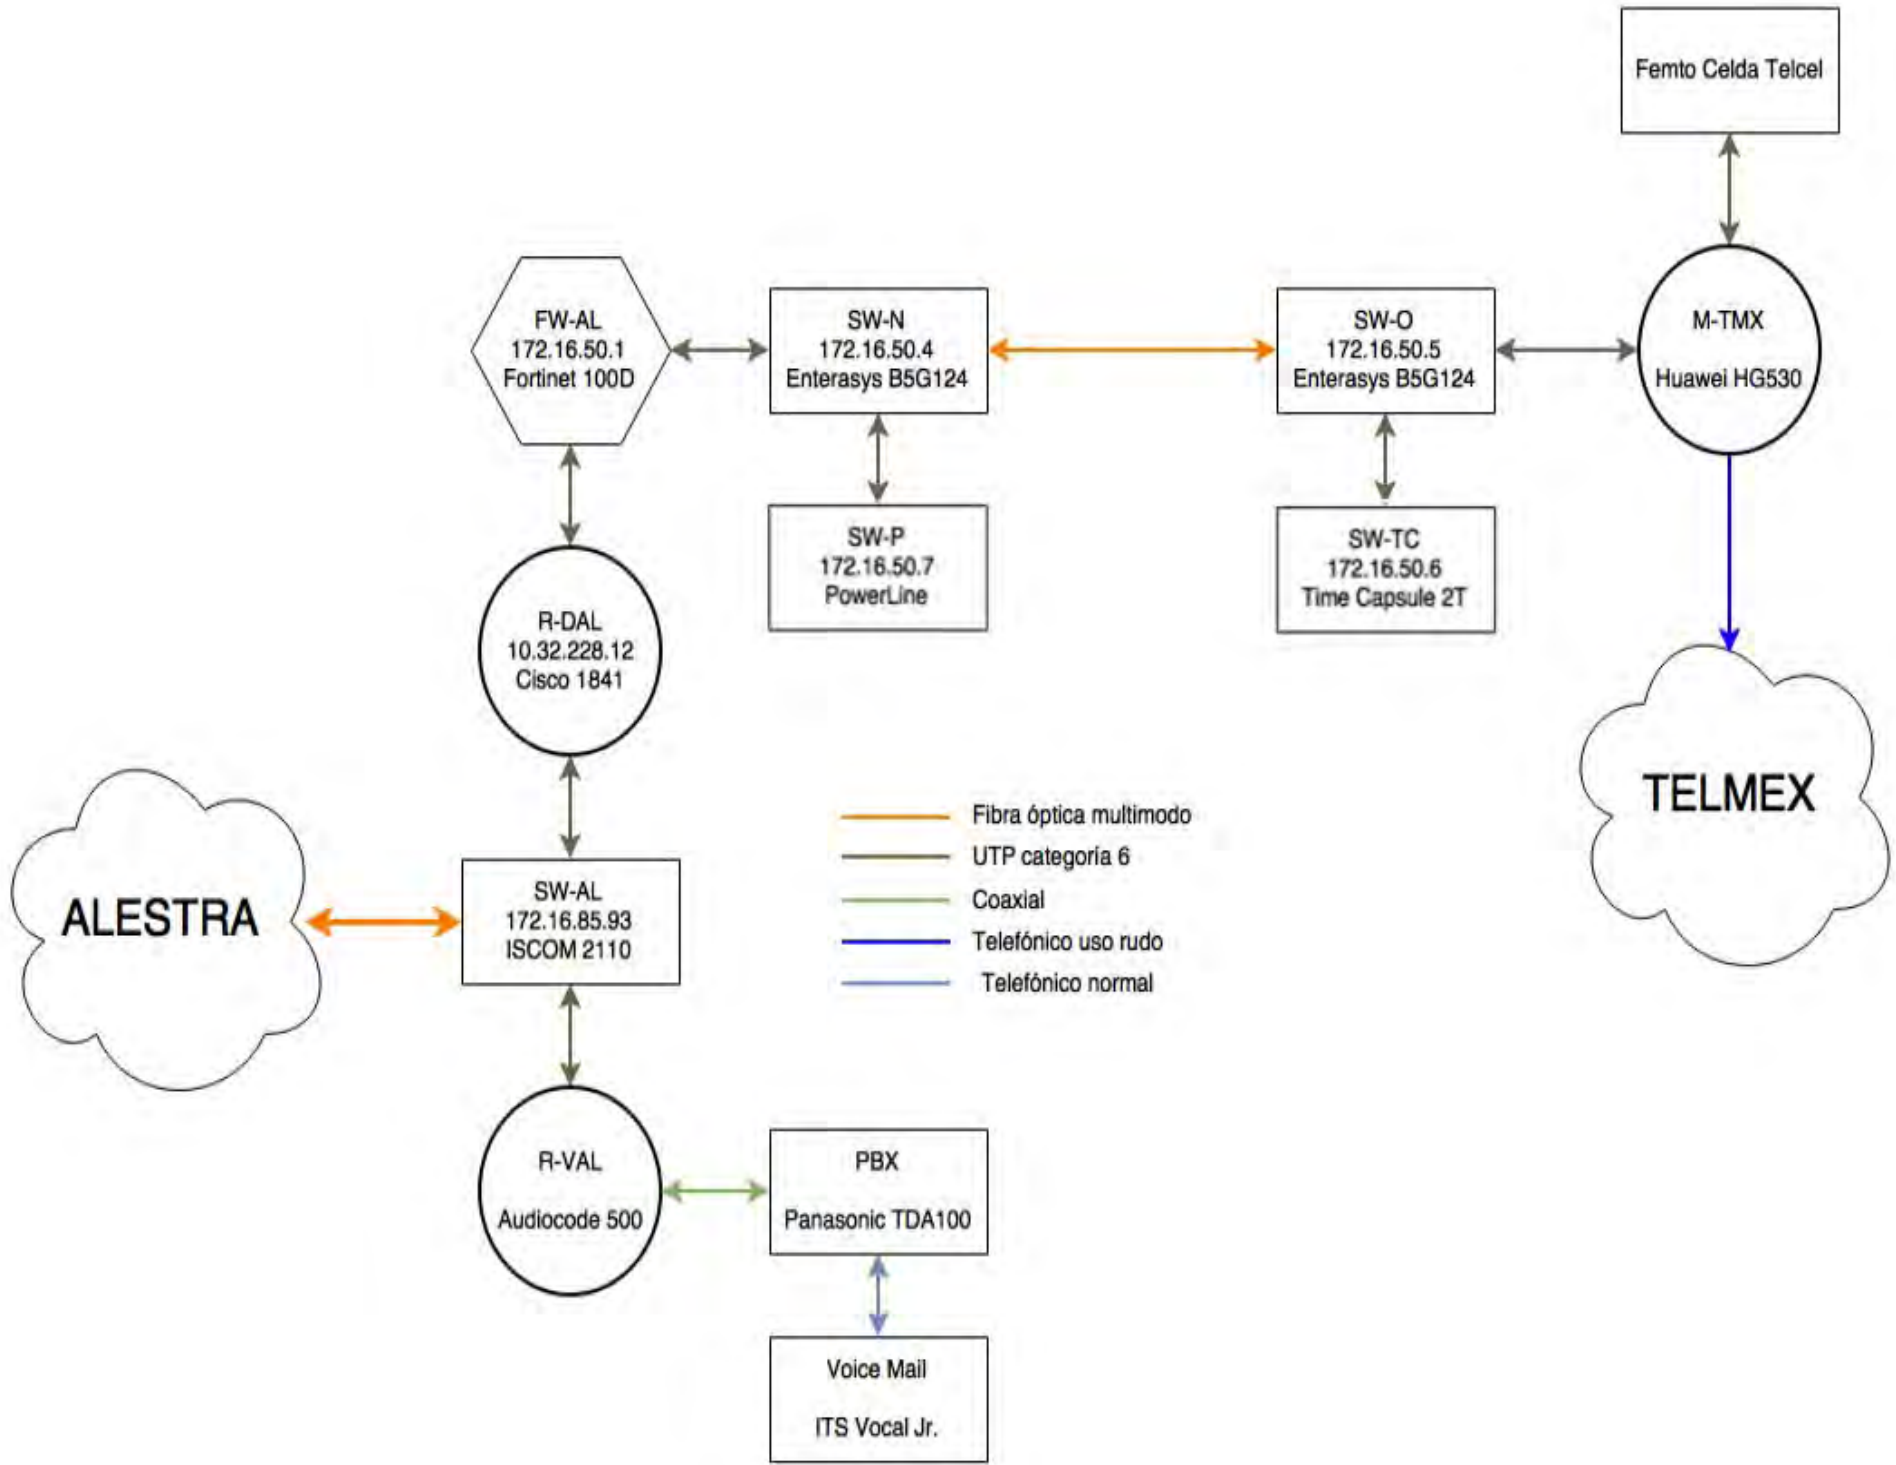 Femto Celda Telcel
FW-AL
172.16.50.1
Fortinet 100D
SW-N
172.16.50.4
Enterasys B5G124
SW-O
172.16.50.5
Enterasys B5G124
M-TMX
Huawei HG530
SW-P
172.16.50.7
PowerLine
SW-TC
172.16.50.6
Time Capsule 2T
R-DAL
10.32.228.12
Cisco 1841
TELMEX
ALESTRA
SW-AL
172.16.85.93
ISCOM 2110
Fibra óptica multimodo
UTP categoría 6
Coaxial
Telefónico uso rudo
Telefónico normal
R-VAL
Audiocode 500
PBX
Panasonic TDA100
Voice Mail
ITS Vocal Jr.